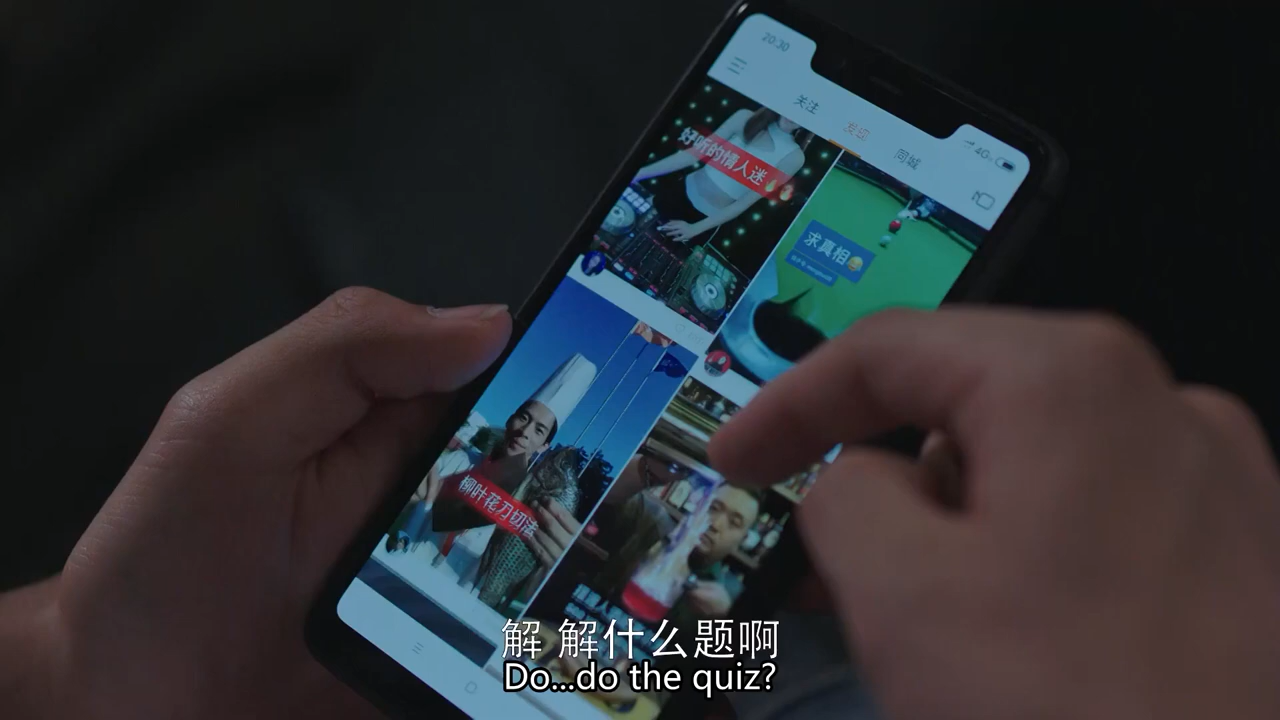 20:30
关注
发现
同城
4G
好听的情人迷🔥🔥
求真相😂
柳叶花刀切法
解 解什么题啊
Do...do the quiz?